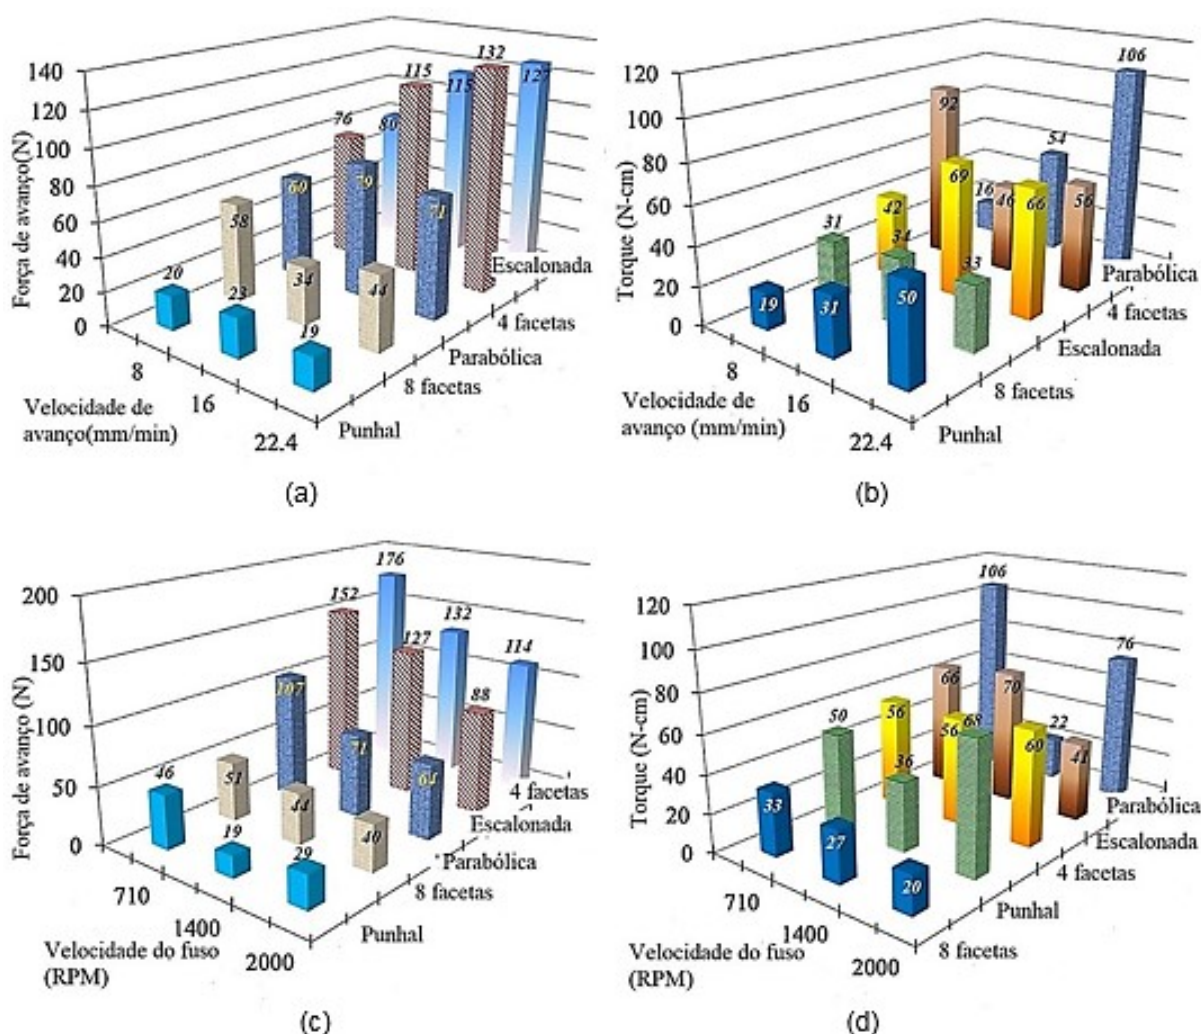 140
120
100
80
60
40
20
0
Força de avanço(N)
20
23
19
58
34
44
60
79
71
76
115
132
80
115
127
8
16
22.4
Velocidade de
avanço(mm/min)
Punhal
8 facetas
Parabólica
4 facetas
Escalonada
(a)
120
100
80
60
40
20
0
Torque (N-cm)
19
31
50
31
34
33
42
69
66
92
46
56
16
54
106
8
16
22.4
Velocidade de
avanço (mm/min)
Punhal
8 facetas
Escalonada
4 facetas
Parabólica
(b)
200
150
100
50
0
Força de avanço (N)
46
19
29
51
44
40
107
71
64
152
127
88
176
132
114
710
1400
2000
Velocidade do fuso
(RPM)
Punhal
8 facetas
Parabólica
Escalonada
4 facetas
(c)
120
100
80
60
40
20
0
Torque (N-cm)
33
27
20
50
36
68
56
56
60
66
70
41
106
22
76
710
1400
2000
Velocidade do fuso
(RPM)
8 facetas
Punhal
4 facetas
Escalonada
Parabólica
(d)